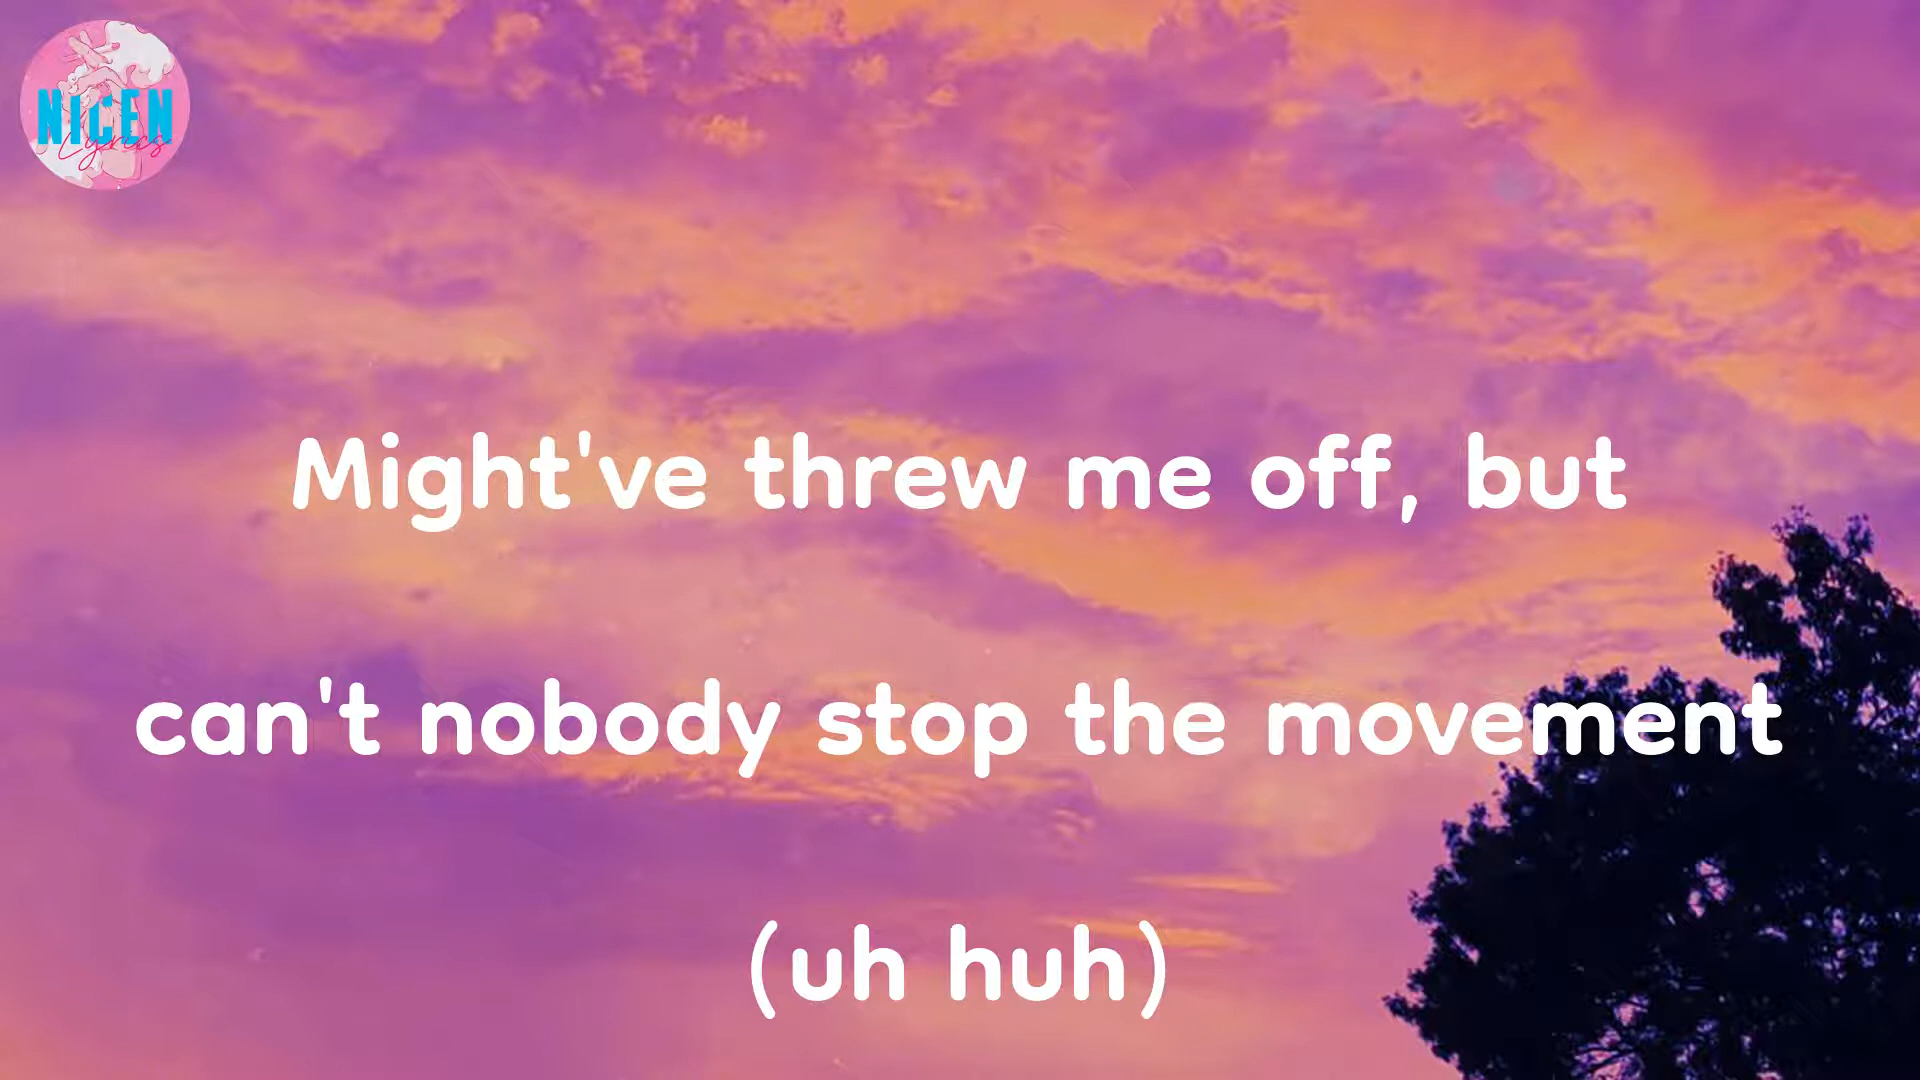 NICEN
Lyrics
Might've threw me off, but
can't nobody stop the movement
(uh huh)